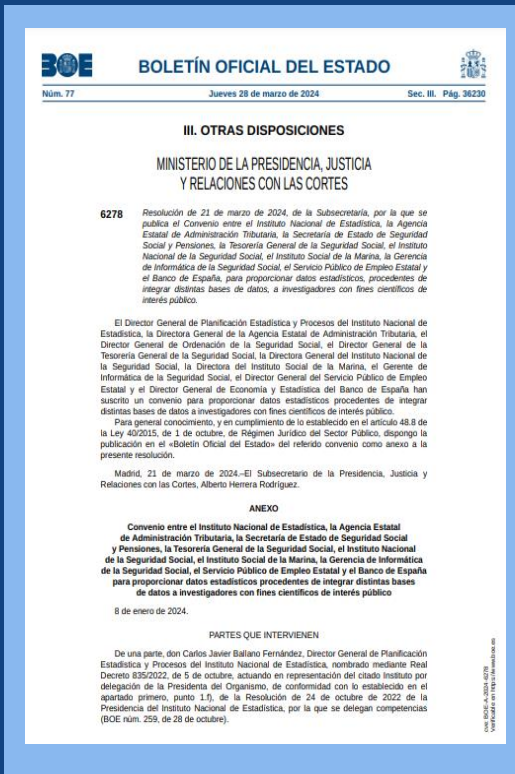 BOE
BOLETÍN OFICIAL DEL ESTADO
Núm. 77
Jueves 28 de marzo de 2024
Sec. III. Pág. 36230
III. OTRAS DISPOSICIONES
MINISTERIO DE LA PRESIDENCIA, JUSTICIA
Y RELACIONES CON LAS CORTES
6278
Resolución de 21 de marzo de 2024, de la Subsecretaría, por la que se
publica el Convenio entre el Instituto Nacional de Estadística, la Agencia
Estatal de Administración Tributaria, la Secretaría de Estado de Seguridad
Social y Pensiones, la Tesorería General de la Seguridad Social, el Instituto
Nacional de la Seguridad Social, el Instituto Social de la Marina, la Gerencia
de Informática de la Seguridad Social, el Servicio Público de Empleo Estatal y
el Banco de España, para proporcionar datos estadísticos, procedentes de
integrar distintas bases de datos, a investigadores con fines científicos de
interés público.
El Director General de Planificación Estadística y Procesos del Instituto Nacional de
Estadística, la Directora General de la Agencia Estatal de Administración Tributaria, el
Director General de Ordenación de la Seguridad Social, el Director General de la
Tesorería General de la Seguridad Social, la Directora General del Instituto Nacional de
la Seguridad Social, la Directora del Instituto Social de la Marina, el Gerente de
Informática de la Seguridad Social, el Director General del Servicio Público de Empleo
Estatal y el Director General de Economía y Estadística del Banco de España han
suscrito un convenio para proporcionar datos estadísticos procedentes de integrar
distintas bases de datos a investigadores con fines científicos de interés público.
Para general conocimiento, y en cumplimiento de lo establecido en el artículo 48.8 de
la Ley 40/2015, de 1 de octubre, de Régimen Jurídico del Sector Público, dispongo la
publicación en el «Boletín Oficial del Estado» del referido convenio como anexo a la
presente resolución.
Madrid, 21 de marzo de 2024.–El Subsecretario de la Presidencia, Justicia y
Relaciones con las Cortes, Alberto Herrera Rodríguez.
ANEXO
Convenio entre el Instituto Nacional de Estadística, la Agencia Estatal
de Administración Tributaria, la Secretaría de Estado de Seguridad Social
y Pensiones, la Tesorería General de la Seguridad Social, el Instituto Nacional
de la Seguridad Social, el Instituto Social de la Marina, la Gerencia de Informática
de la Seguridad Social, el Servicio Público de Empleo Estatal y el Banco de España
para proporcionar datos estadísticos procedentes de integrar distintas bases
de datos a investigadores con fines científicos de interés público
8 de enero de 2024.
PARTES QUE INTERVIENEN
De una parte, don Carlos Javier Ballano Fernández, Director General de Planificación
Estadística y Procesos del Instituto Nacional de Estadística, nombrado mediante Real
Decreto 835/2022, de 5 de octubre, actuando en representación del citado Instituto por
delegación de la Presidenta del Organismo, de conformidad con lo establecido en el
apartado primero, punto 1.f), de la Resolución de 24 de octubre de 2022 de la
Presidencia del Instituto Nacional de Estadística, por la que se delegan competencias
(BOE núm. 259, de 28 de octubre).
cve: BOE-A-2024-6278
Verificable en https://www.boe.es